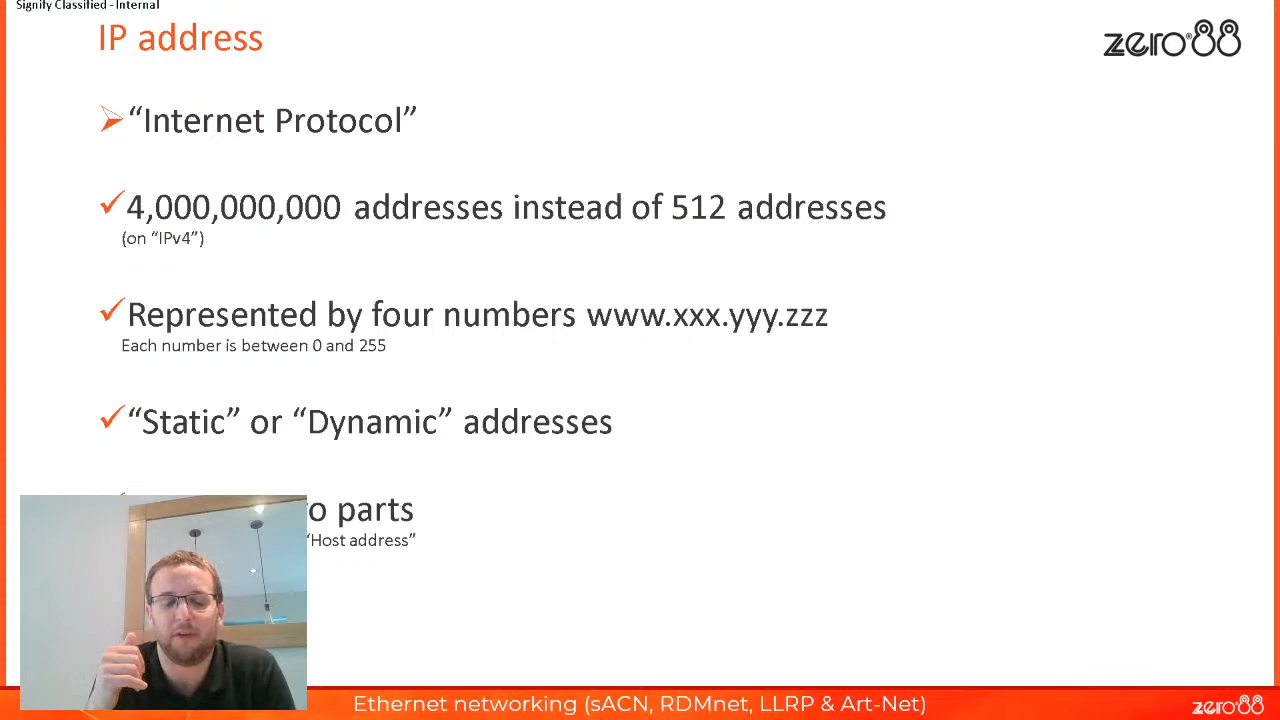 Signify Classified - Internal
IP address
zero®88
“Internet Protocol”
4,000,000,000 addresses instead of 512 addresses
(on “IPv4”)
Represented by four numbers www.xxx.yyy.zzz
Each number is between 0 and 255
“Static” or “Dynamic” addresses
parts
“Host address”
Ethernet networking (sACN, RDMnet, LLRP & Art-Net)
zero88